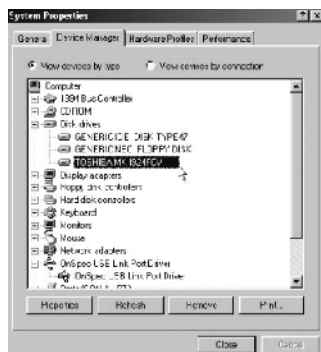 System Properties
General Device Manager Hardware Profiles Performance
View devices by type View devices by connection
Computer
1394 Bus Controller
CDROM
Disk drives
GENERIC IDE DISK TYPE47
GENERIC NEC FLOPPY DISK
TOSHIBA MK
Display adapters
Floppy disk controllers
Hard disk controllers
Keyboard
Monitors
Mouse
Network adapters
OnSpec USB Link Port Driver
OnSpec USB Link Port Driver
Properties Refresh Remove Print...
Close Cancel